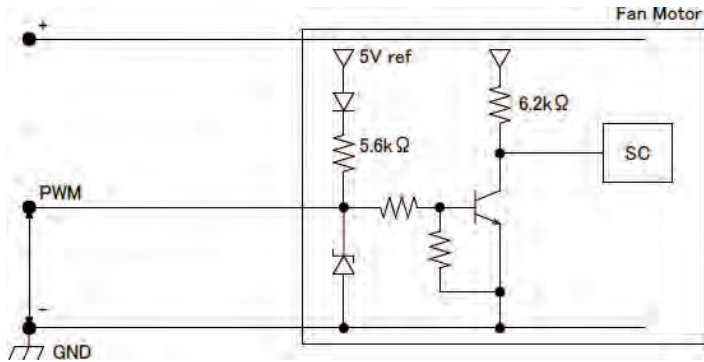 Fan Motor
+
5V ref
6.2kΩ
5.6kΩ
SC
PWM
-
GND